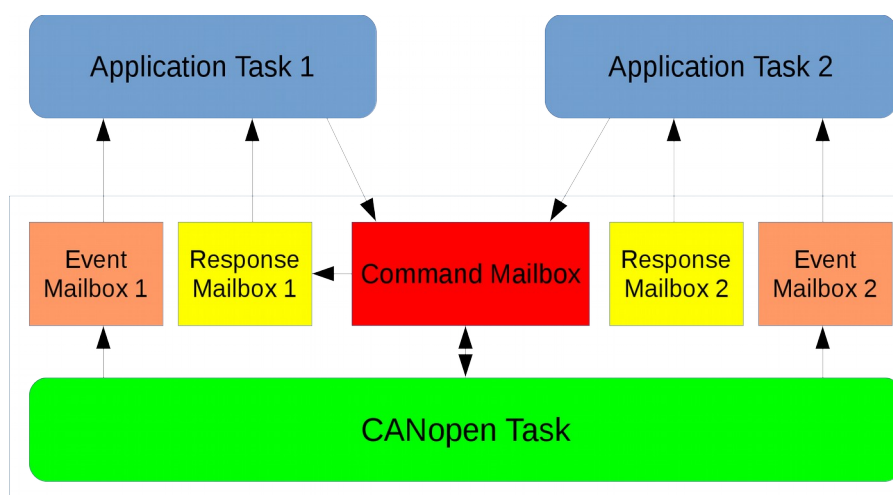 Application Task 1
Application Task 2
Event
Mailbox 1
Response
Mailbox 1
Command Mailbox
Response
Mailbox 2
Event
Mailbox 2
CANopen Task